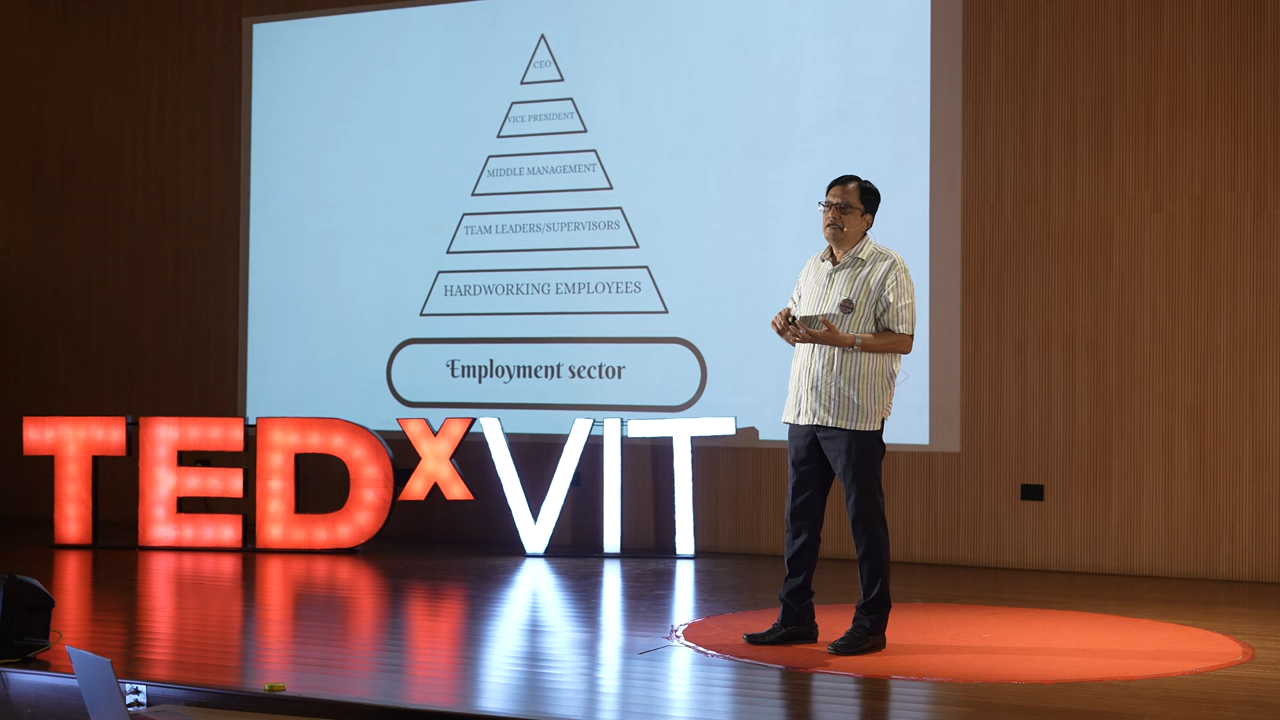 CEO
VICE PRESIDENT
MIDDLE MANAGEMENT
TEAM LEADERS/SUPERVISORS
HARDWORKING EMPLOYEES
Employment sector
TEDxVIT